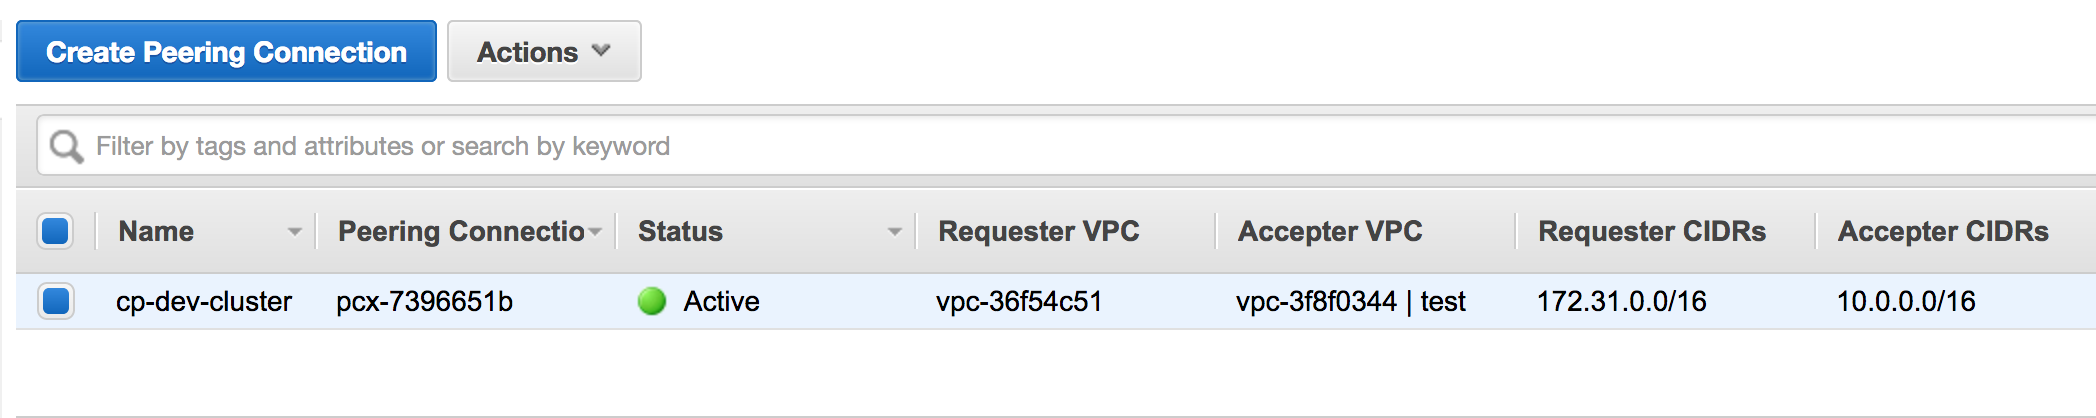 Create Peering Connection Actions
Filter by tags and attributes or search by keyword
Name Peering Connectio Status Requester VPC Accepter VPC Requester CIDRs Accepter CIDRs
cp-dev-cluster pcx-7396651b Active vpc-36f54c51 vpc-3f8f0344 | test 172.31.0.0/16 10.0.0.0/16